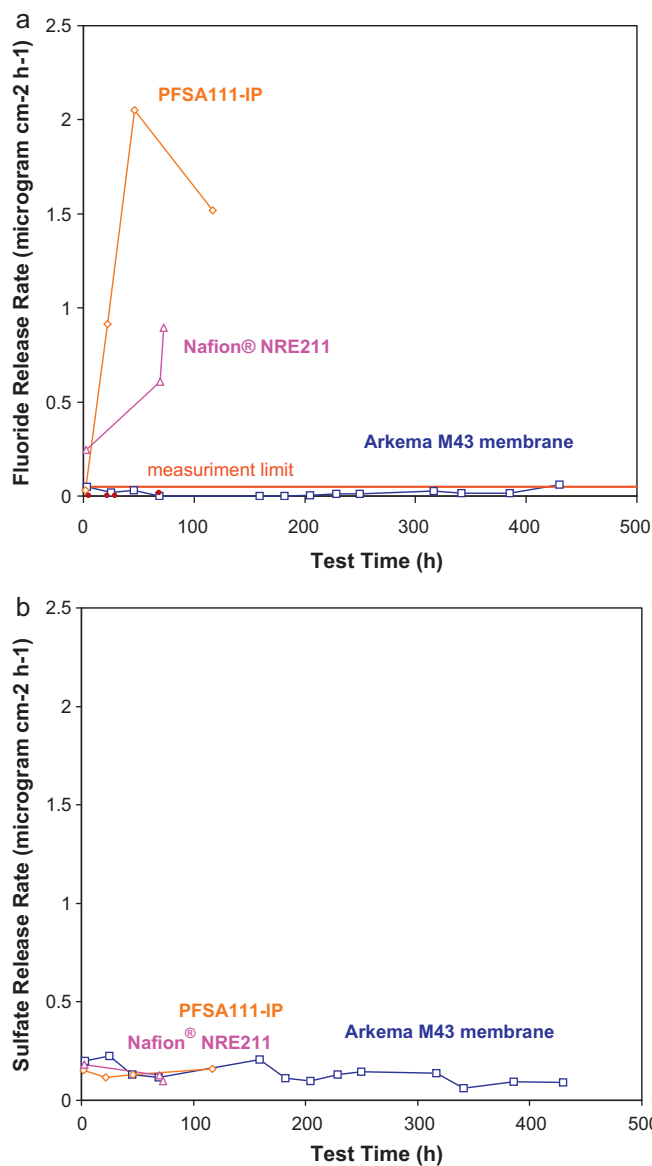 a
2.5
2
1.5
1
0.5
0
Fluoride Release Rate (microgram cm-2 h-1)
PFSA111-IP
Nafion® NRE211
Arkema M43 membrane
measuriment limit
0 100 200 300 400 500
Test Time (h)
b
2.5
2
1.5
1
0.5
0
Sulfate Release Rate (microgram cm-2 h-1)
PFSA111-IP
Nafion® NRE211
Arkema M43 membrane
0 100 200 300 400 500
Test Time (h)